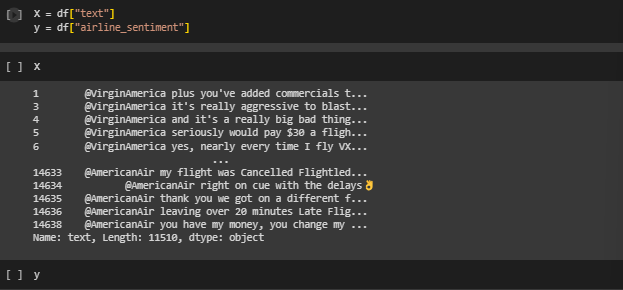 [ ] X = df["text"]
y = df["airline_sentiment"]
[ ] X
1 @VirginAmerica plus you've added commercials t...
3 @VirginAmerica it's really aggressive to blast...
4 @VirginAmerica and it's a really big bad thing...
5 @VirginAmerica seriously would pay $30 a fligh...
6 @VirginAmerica yes, nearly every time I fly VX...
...
14633 @AmericanAir my flight was Cancelled Flightled...
14634 @AmericanAir right on cue with the delays👌
14635 @AmericanAir thank you we got on a different f...
14636 @AmericanAir leaving over 20 minutes Late Flig...
14638 @AmericanAir you have my money, you change my ...
Name: text, Length: 11510, dtype: object
[ ] y